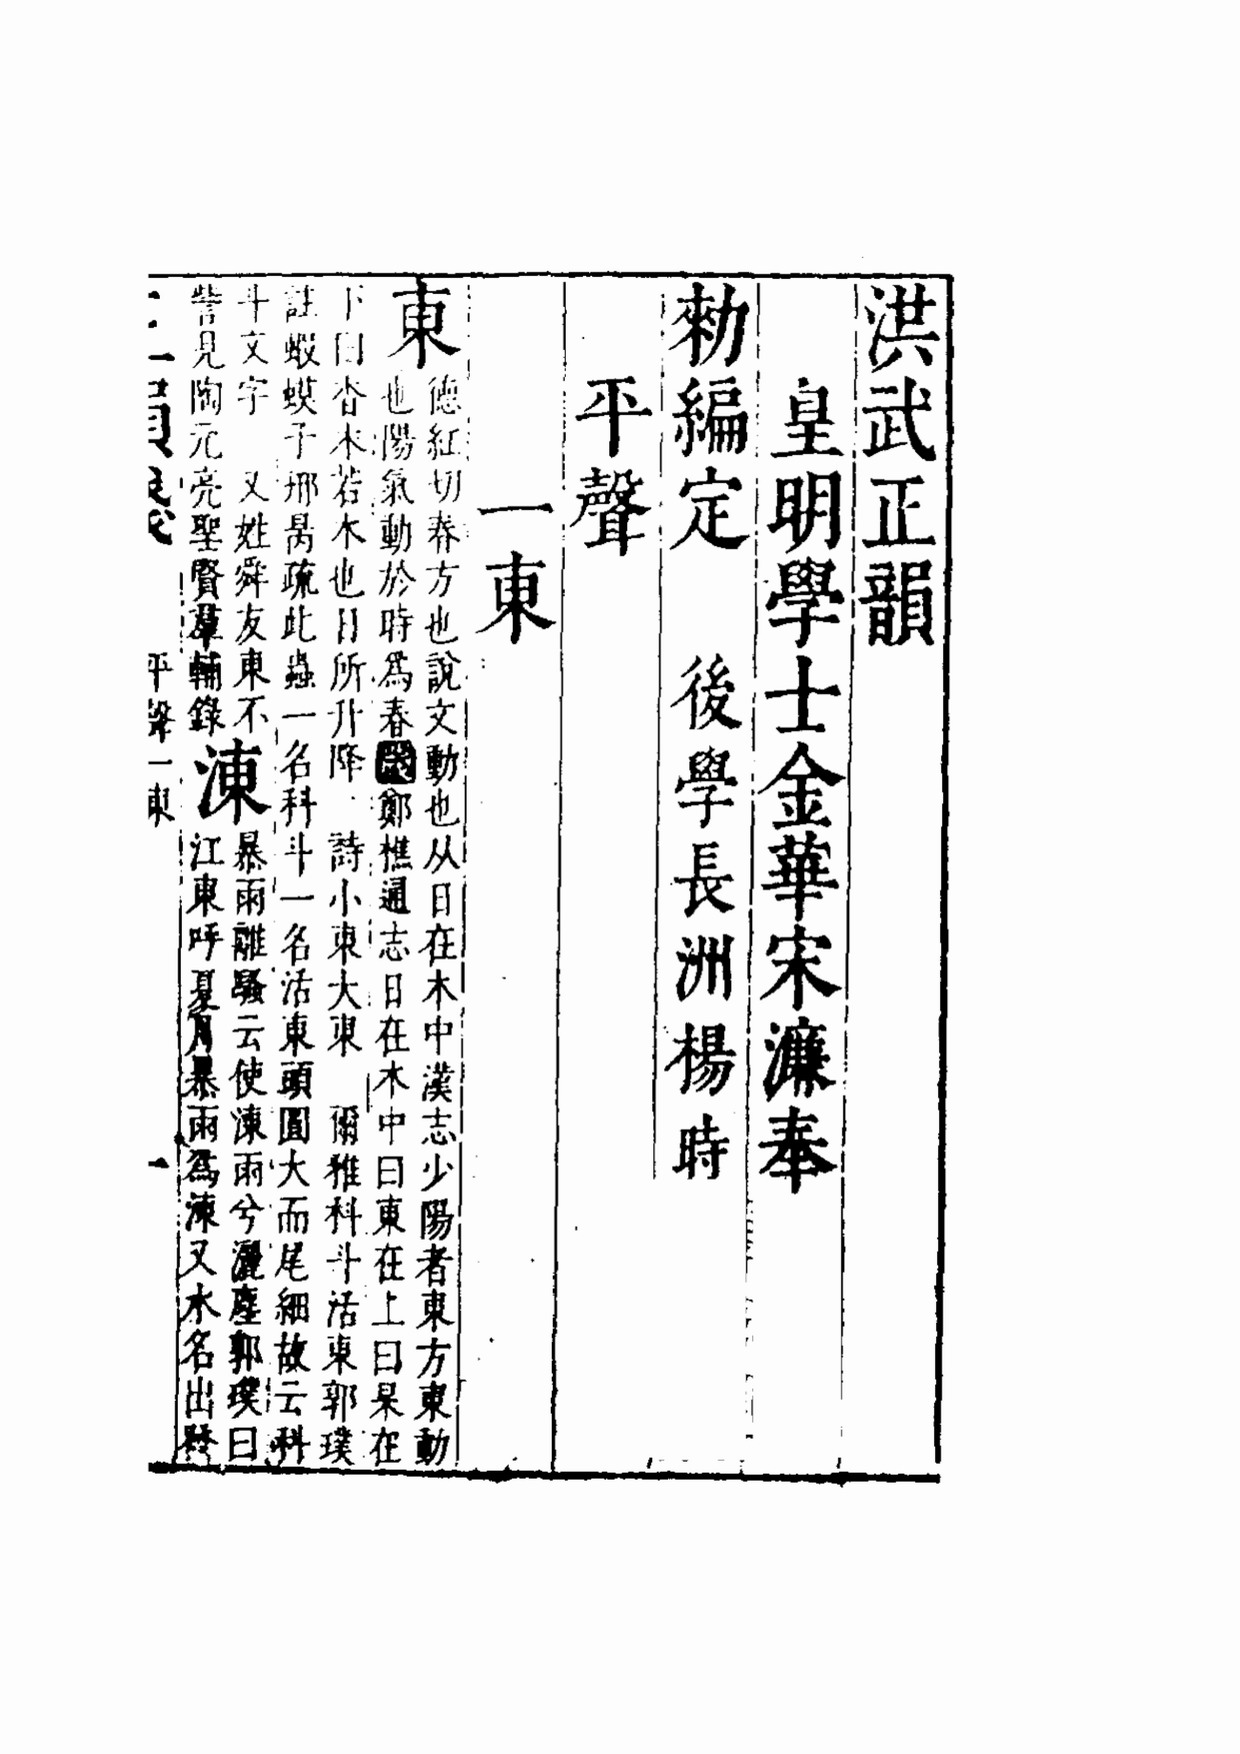 洪武正韻
皇明學士金華宋濂奉
勑編定 後學長洲楊時
平聲
一東
東 德紅切春方也說文動也从日在木中漢志少陽者東方東動
也陽氣動於時爲春 鄭樵通志日在木中曰東在上曰杲在
下曰杳木若木也日所升降 詩小東大東 爾雅科斗活東郭璞
註蝦蟆子邢昺疏此蟲一名科斗一名活東頭圓大而尾細故云科
斗文字 又姓舜友東不
訾見陶元亮聖賢羣輔錄
涷 暴雨離騷云使涷雨兮灑塵郭璞曰
江東呼夏月暴雨爲涷又水名出發
平聲一東 一